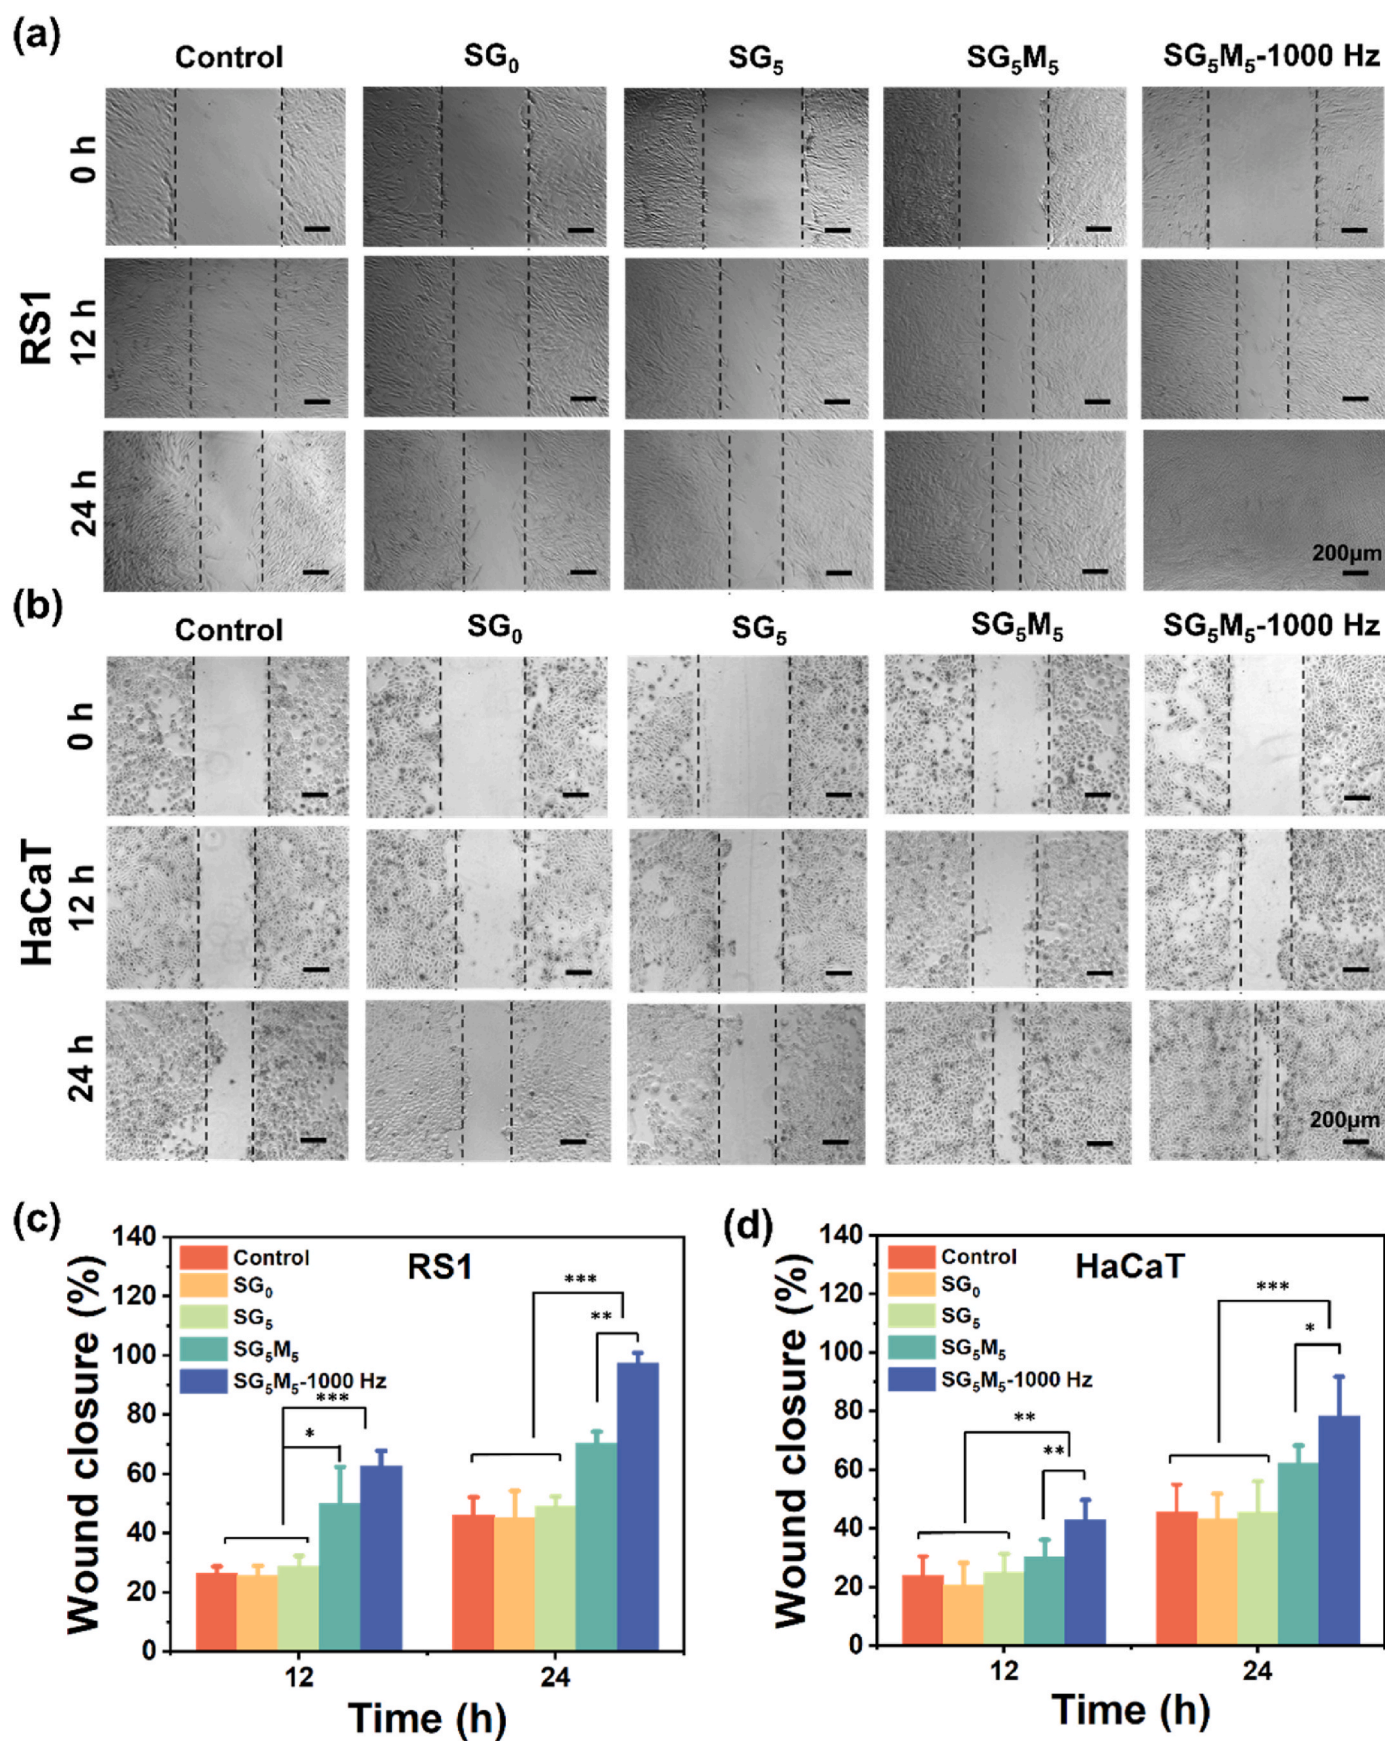 (a)
Control SG₀ SG₅ SG₅M₅ SG₅M₅-1000 Hz
RS1
0 h
12 h
24 h
200μm
(b)
Control SG₀ SG₅ SG₅M₅ SG₅M₅-1000 Hz
HaCaT
0 h
12 h
24 h
200μm
(c)
RS1
Wound closure (%)
140
120
100
80
60
40
20
0
Control
SG₀
SG₅
SG₅M₅
SG₅M₅-1000 Hz
***
*
***
**
12 24
Time (h)
(d)
HaCaT
Wound closure (%)
140
120
100
80
60
40
20
0
Control
SG₀
SG₅
SG₅M₅
SG₅M₅-1000 Hz
**
**
***
*
12 24
Time (h)